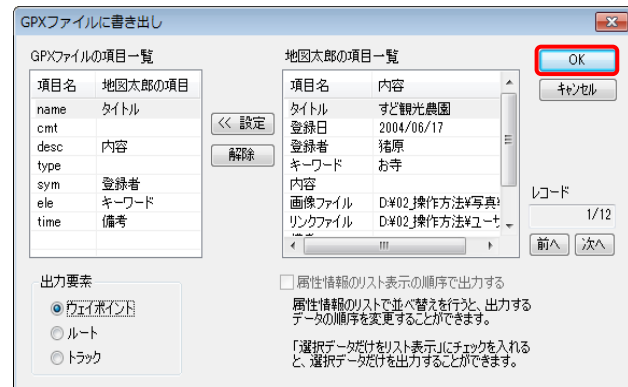 GPXファイルに書き出し
GPXファイルの項目一覧
項目名 地図太郎の項目
name タイトル
cmt
desc 内容
type
sym 登録者
ele キーワード
time 備考
<< 設定
解除
地図太郎の項目一覧
項目名 内容
タイトル すど観光農園
登録日 2004/06/17
登録者 猪原
キーワード お寺
内容
画像ファイル D:¥02_操作方法¥写真¥
リンクファイル D:¥02_操作方法¥ユーサ
OK
キャンセル
レコード
1/12
前へ 次へ
出力要素
ウェイポイント
ルート
トラック
属性情報のリスト表示の順序で出力する
属性情報のリストで並べ替えを行うと、出力する
データの順序を変更することができます。
「選択データだけをリスト表示」にチェックを入れる
と、選択データだけを出力することができます。